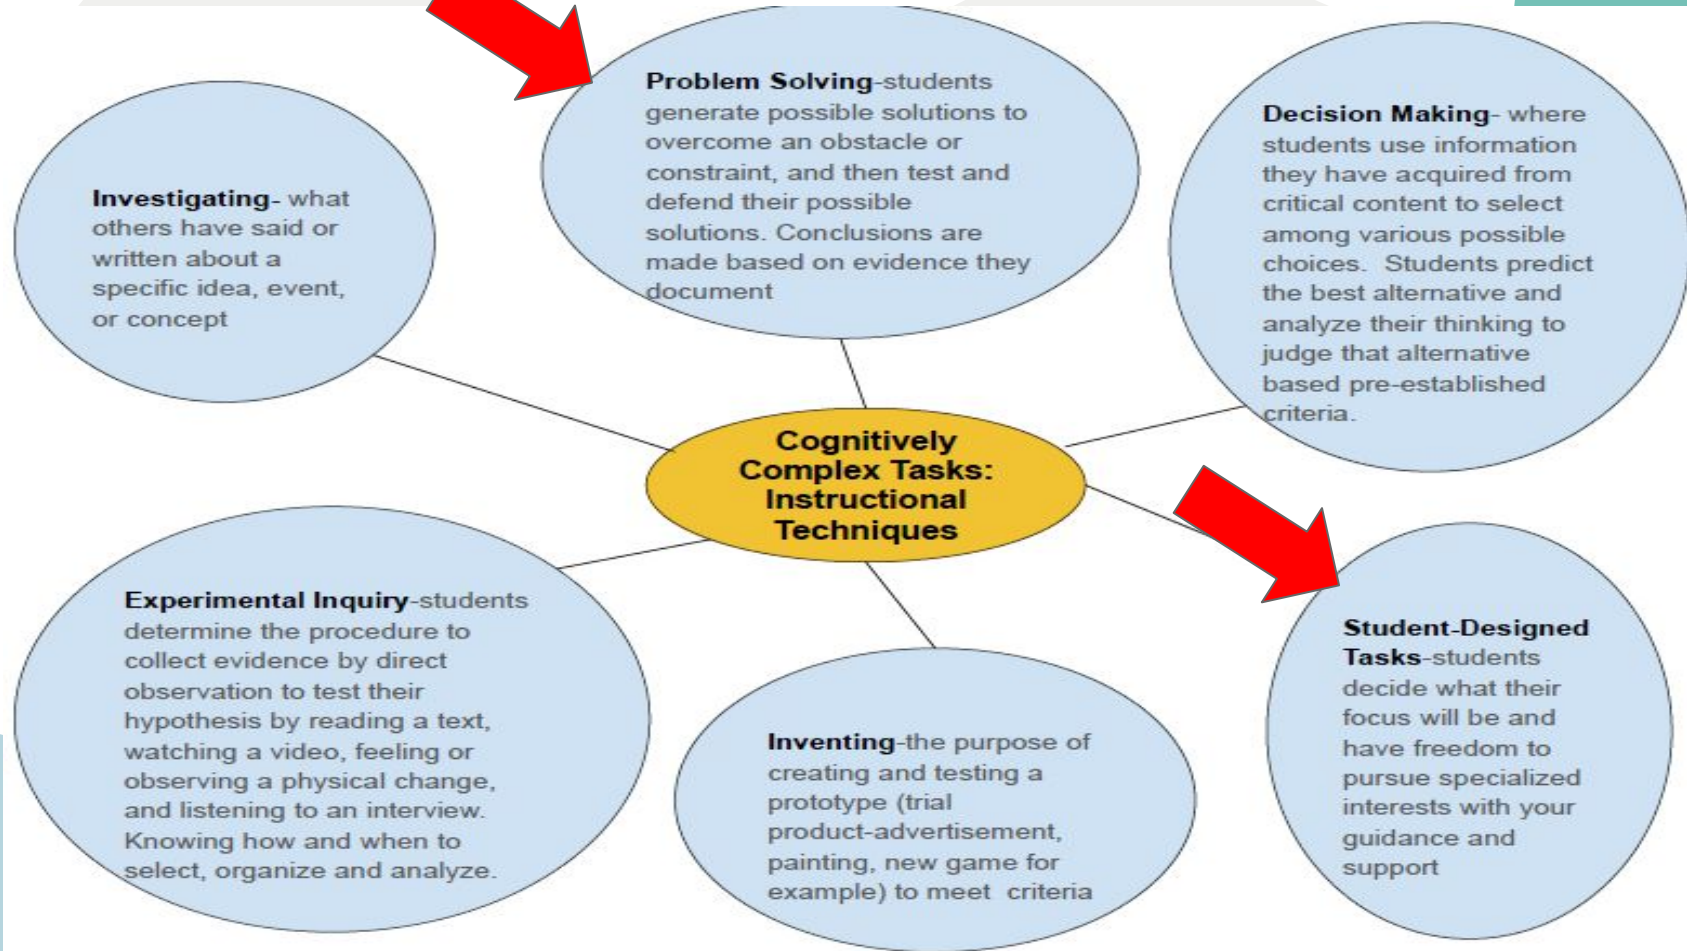 Problem Solving-students
generate possible solutions to
overcome an obstacle or
constraint, and then test and
defend their possible
solutions. Conclusions are
made based on evidence they
document
Decision Making- where
students use information
they have acquired from
critical content to select
among various possible
choices.  Students predict
the best alternative and
analyze their thinking to
judge that alternative
based pre-established
criteria.
Investigating- what
others have said or
written about a
specific idea, event,
or concept
Cognitively
Complex Tasks:
Instructional
Techniques
Experimental Inquiry-students
determine the procedure to
collect evidence by direct
observation to test their
hypothesis by reading a text,
watching a video, feeling or
observing a physical change,
and listening to an interview.
Knowing how and when to
select, organize and analyze.
Inventing-the purpose of
creating and testing a
prototype (trial
product-advertisement,
painting, new game for
example) to meet  criteria
Student-Designed
Tasks-students
decide what their
focus will be and
have freedom to
pursue specialized
interests with your
guidance and
support